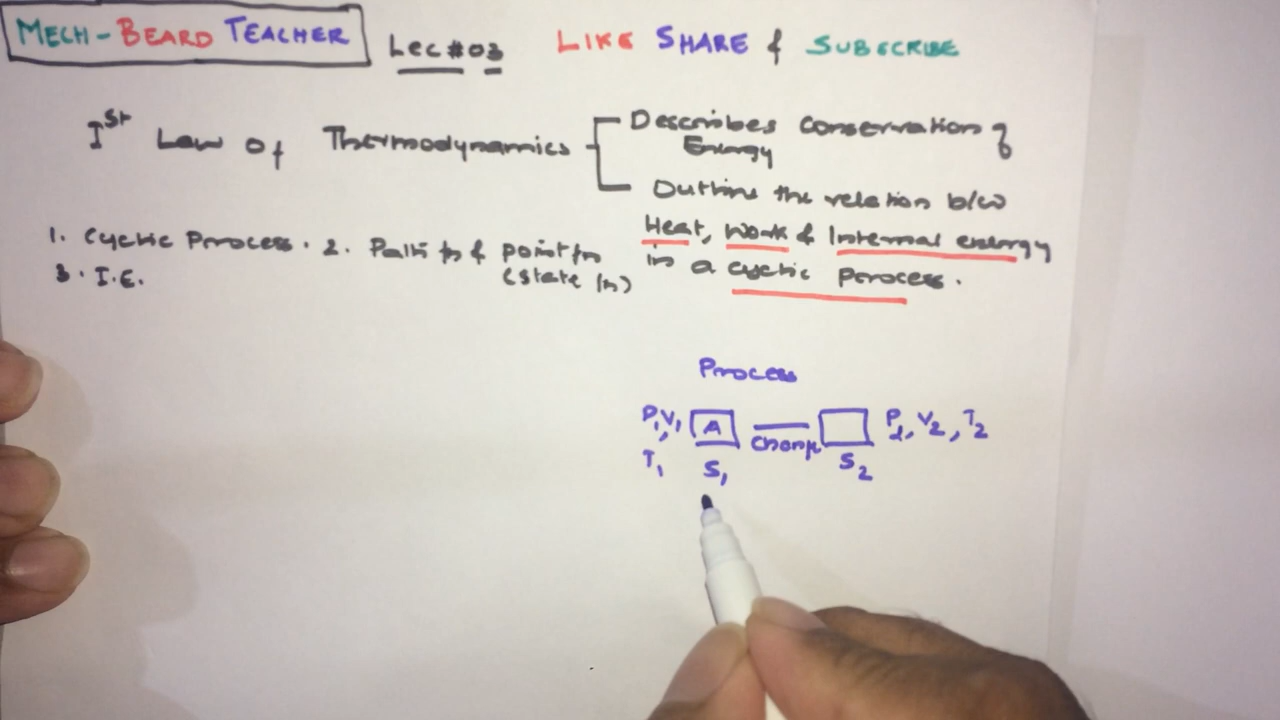 MECH-BEARD TEACHER Lec#03 LIKE SHARE & SUBSCRIBE
Ist Law Of Thermodynamics Describes Conservation of
Energy
Outline the relation b/w
Heat, Work & Internal energy
in a cyclic process.
1. Cyclic Process. 2. Path fn & point fn
(state fn)
3. I.E.
Process
P1V1, A Change P2, V2, T2
T1 S1 S2